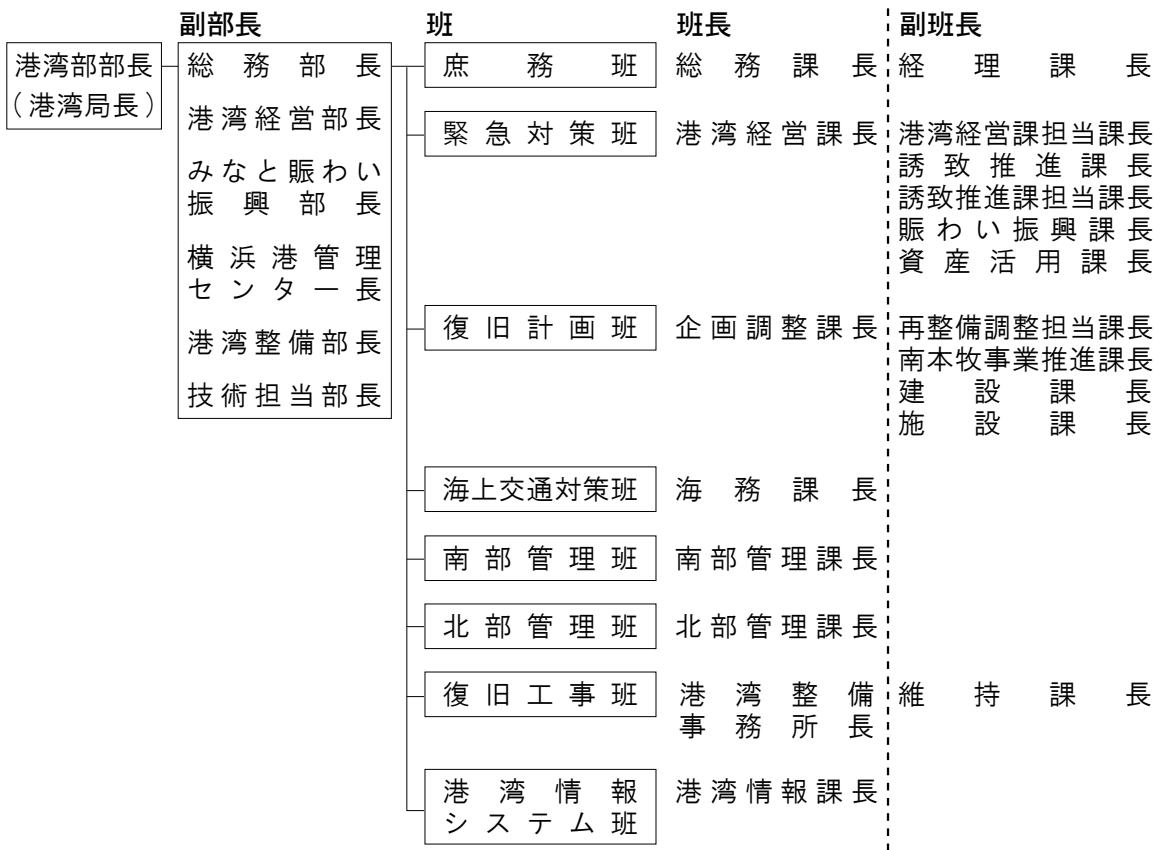 副部長 班 班長 副班長
港湾部部長
(港湾局長)
総務部長
港湾経営部長
みなと賑わい
振興部長
横浜港管理
センター長
港湾整備部長
技術担当部長
庶務班 総務課長 経理課長
緊急対策班 港湾経営課長 港湾経営課担当課長
誘致推進課長
誘致推進課担当課長
賑わい振興課長
資産活用課長
復旧計画班 企画調整課長 再整備調整担当課長
南本牧事業推進課長
建設課長
施設課長
海上交通対策班 海務課長
南部管理班 南部管理課長
北部管理班 北部管理課長
復旧工事班 港湾整備 維持課長
事務所長
港湾情報 港湾情報課長
システム班